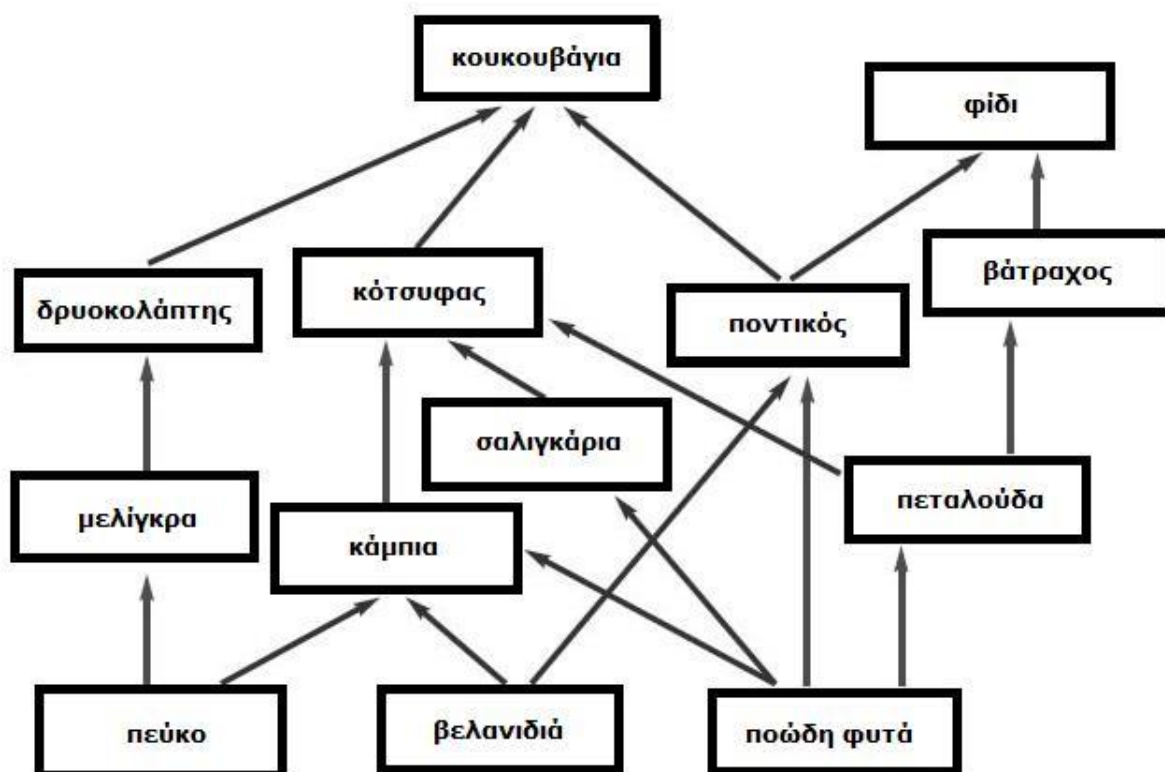 κουκουβάγια
φίδι
δρυοκολάπτης
κότσυφας
ποντικός
βάτραχος
σαλιγκάρια
πεταλούδα
μελίγκρα
κάμπια
πεύκο
βελανιδιά
ποώδη φυτά